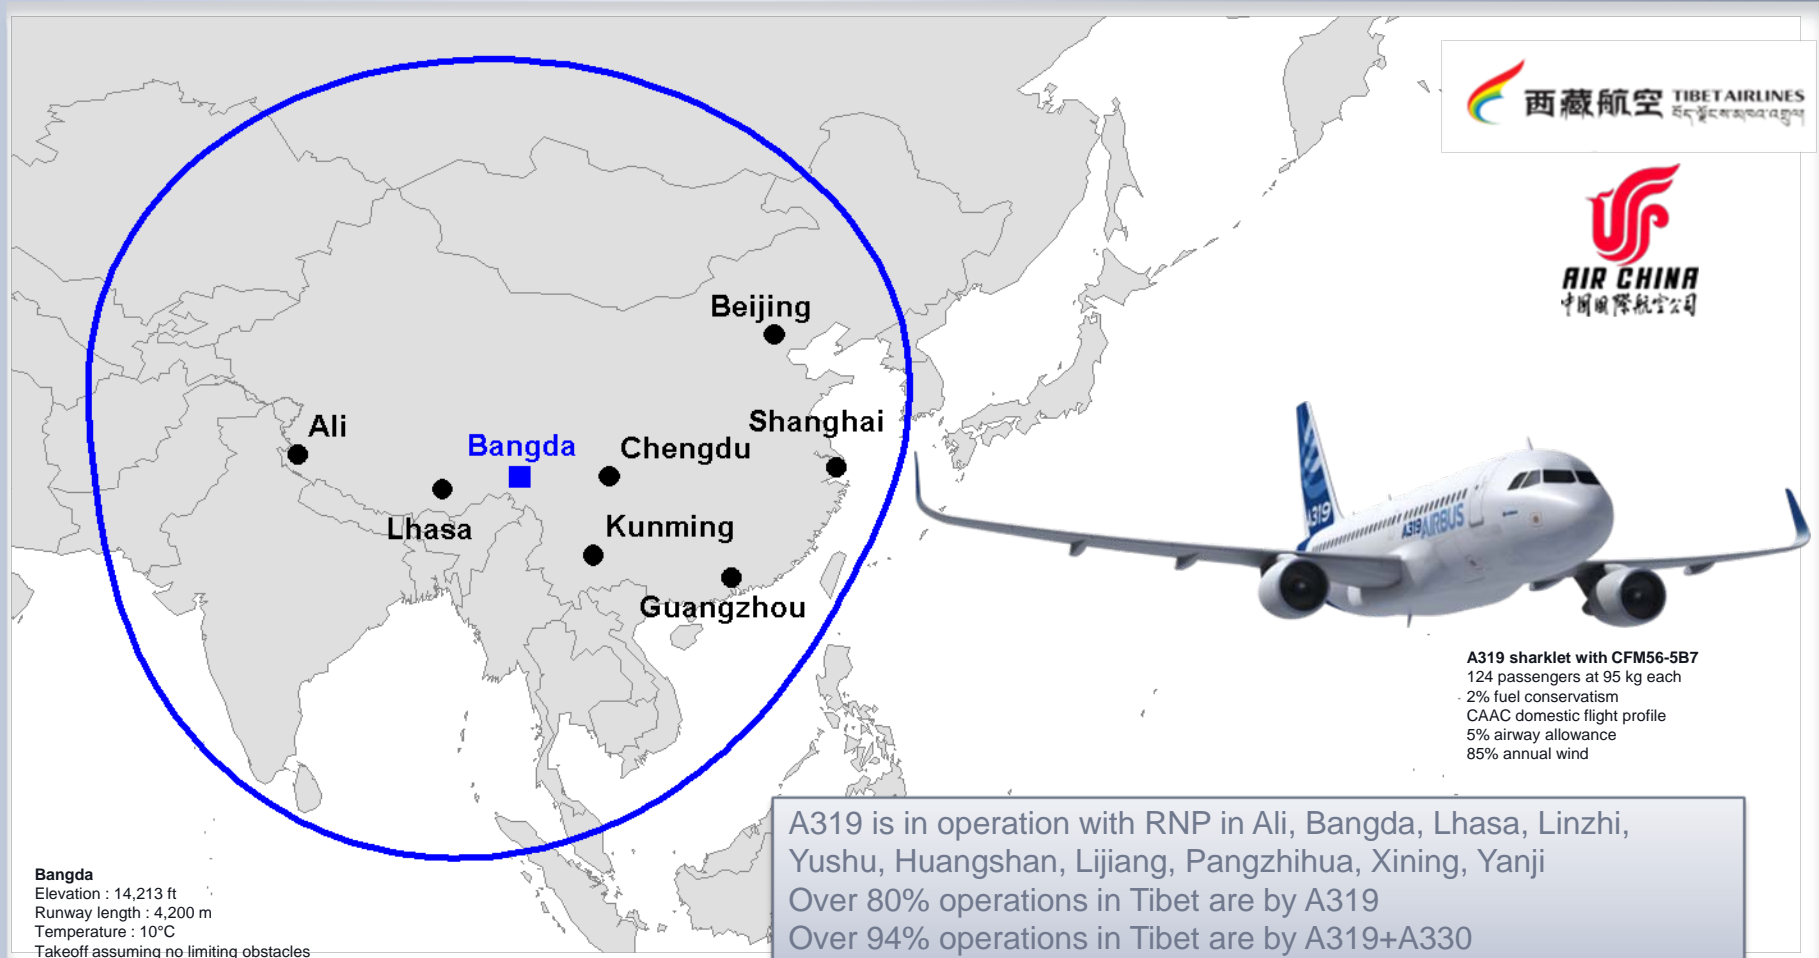 西藏航空 TIBET AIRLINES
བོད་ལྗོངས་མཁའ་འགྲུལ།
AIR CHINA
中国国际航空公司
Beijing
Shanghai
Ali
Bangda
Chengdu
Lhasa
Kunming
Guangzhou
A319
A319 AIRBUS
A319 sharklet with CFM56-5B7
124 passengers at 95 kg each
2% fuel conservatism
CAAC domestic flight profile
5% airway allowance
85% annual wind
A319 is in operation with RNP in Ali, Bangda, Lhasa, Linzhi,
Yushu, Huangshan, Lijiang, Pangzhihua, Xining, Yanji
Over 80% operations in Tibet are by A319
Over 94% operations in Tibet are by A319+A330
Bangda
Elevation : 14,213 ft
Runway length : 4,200 m
Temperature : 10°C
Takeoff assuming no limiting obstacles